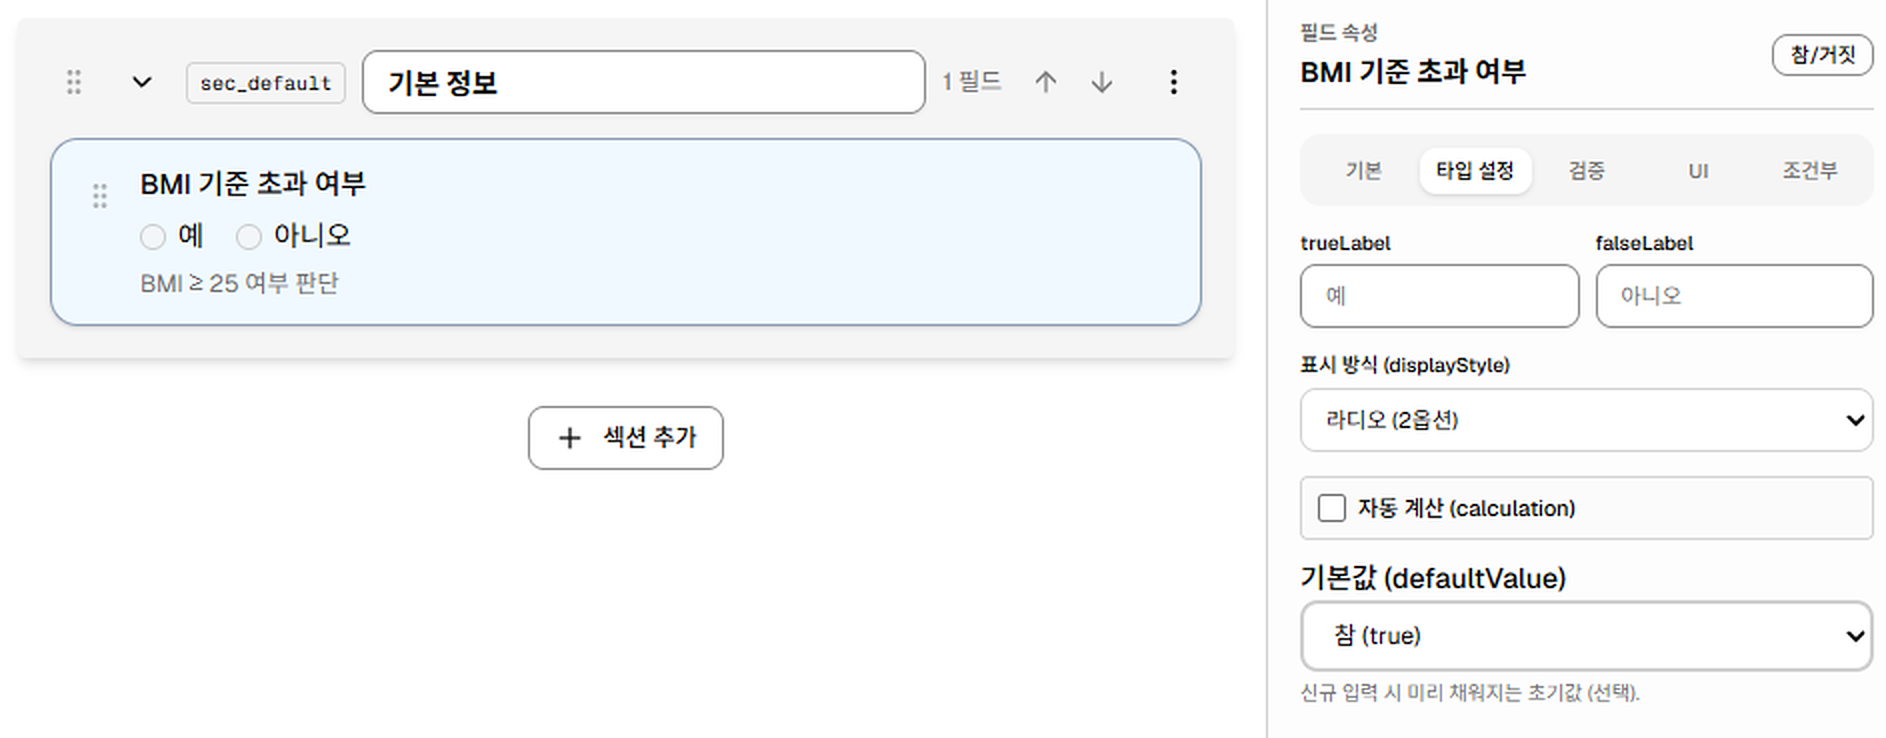 sec_default
기본 정보
1 필드
BMI 기준 초과 여부
예 아니오
BMI ≥ 25 여부 판단
섹션 추가
필드 속성
BMI 기준 초과 여부
참/거짓
기본 타입 설정 검증 UI 조건부
trueLabel falseLabel
예 아니오
표시 방식 (displayStyle)
라디오 (2옵션)
자동 계산 (calculation)
기본값 (defaultValue)
참 (true)
신규 입력 시 미리 채워지는 초기값 (선택).